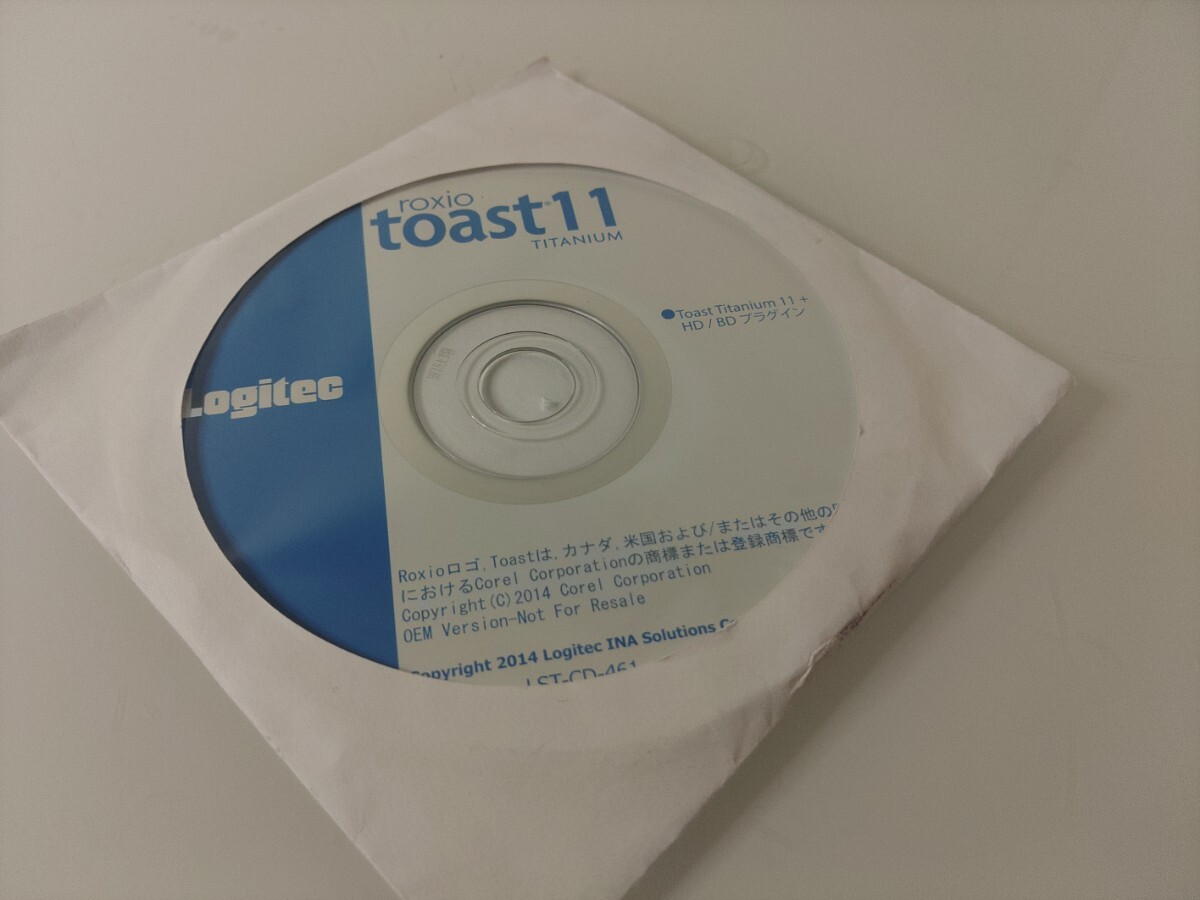 roxio
toast 11
TITANIUM
Logitec
●Toast Titanium 11 +
HD / BD プラグイン
Roxioロゴ,Toastは,カナダ,米国および/またはその他の
におけるCorel Corporationの商標または登録商標で
Copyright(C)2014 Corel Corporation
OEM Version-Not For Resale
Copyright 2014 Logitec INA Solutions
LST-CD-461